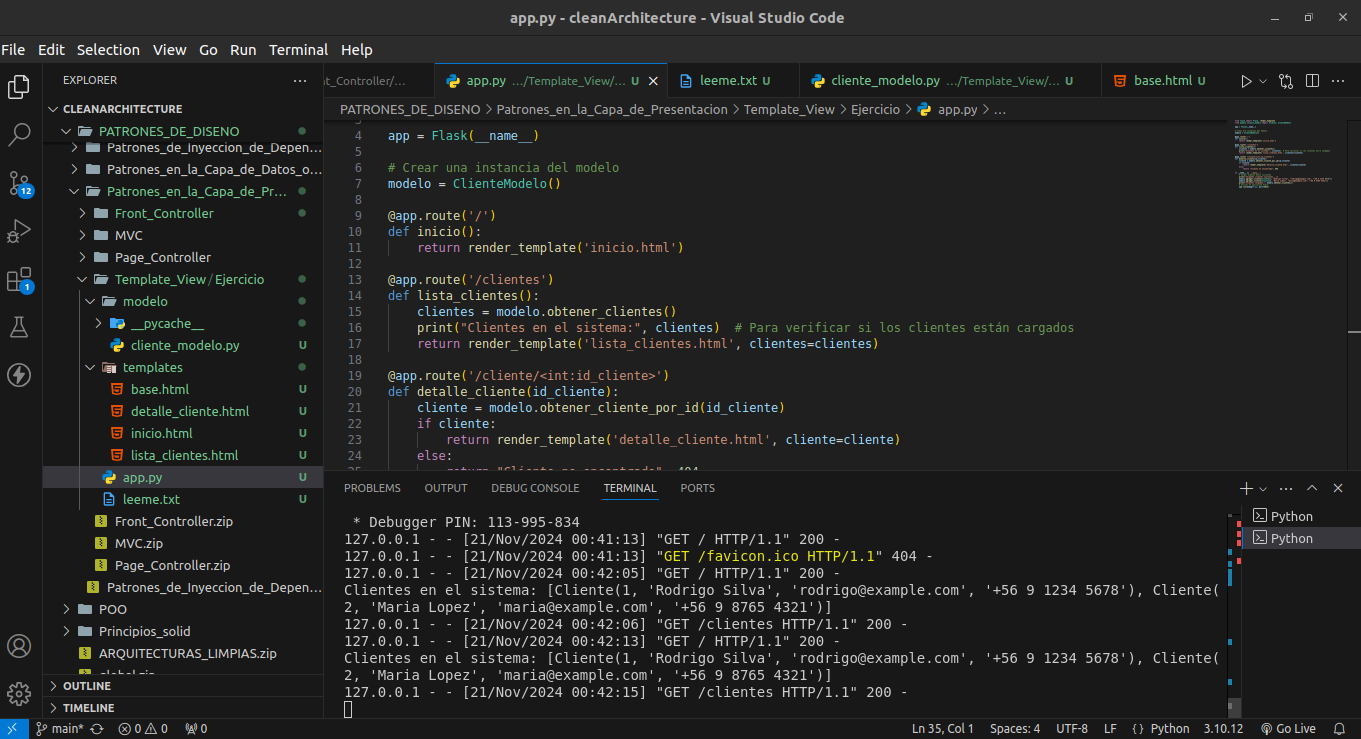 app.py - cleanArchitecture - Visual Studio Code
File Edit Selection View Go Run Terminal Help
EXPLORER
CLEANARCHITECTURE
PATRONES_DE_DISENO
Patrones_de_Inyeccion_de_Depen...
Patrones_en_la_Capa_de_Datos_o...
Patrones_en_la_Capa_de_Pr...
Front_Controller
MVC
Page_Controller
Template_View / Ejercicio
modelo
__pycache__
cliente_modelo.py U
templates
base.html U
detalle_cliente.html U
inicio.html U
lista_clientes.html U
app.py U
leeme.txt U
Front_Controller.zip
MVC.zip
Page_Controller.zip
Patrones_de_Inyeccion_de_Depen...
POO
Principios_solid
ARQUITECTURAS_LIMPIAS.zip
OUTLINE
TIMELINE
12
1
t_Controller/... app.py .../Template_View/... U leeme.txt U cliente_modelo.py .../Template_View/... U base.html U
PATRONES_DE_DISENO > Patrones_en_la_Capa_de_Presentacion > Template_View > Ejercicio > app.py > ...
4 app = Flask(__name__)
5
6 # Crear una instancia del modelo
7 modelo = ClienteModelo()
8
9 @app.route('/')
10 def inicio():
11     return render_template('inicio.html')
12
13 @app.route('/clientes')
14 def lista_clientes():
15     clientes = modelo.obtener_clientes()
16     print("Clientes en el sistema:", clientes)  # Para verificar si los clientes están cargados
17     return render_template('lista_clientes.html', clientes=clientes)
18
19 @app.route('/cliente/<int:id_cliente>')
20 def detalle_cliente(id_cliente):
21     cliente = modelo.obtener_cliente_por_id(id_cliente)
22     if cliente:
23         return render_template('detalle_cliente.html', cliente=cliente)
24     else:
25         return "Cliente no encontrado", 404
PROBLEMS OUTPUT DEBUG CONSOLE TERMINAL PORTS
* Debugger PIN: 113-995-834
127.0.0.1 - - [21/Nov/2024 00:41:13] "GET / HTTP/1.1" 200 -
127.0.0.1 - - [21/Nov/2024 00:41:13] "GET /favicon.ico HTTP/1.1" 404 -
127.0.0.1 - - [21/Nov/2024 00:42:05] "GET / HTTP/1.1" 200 -
Clientes en el sistema: [Cliente(1, 'Rodrigo Silva', 'rodrigo@example.com', '+56 9 1234 5678'), Cliente(
2, 'Maria Lopez', 'maria@example.com', '+56 9 8765 4321')]
127.0.0.1 - - [21/Nov/2024 00:42:06] "GET /clientes HTTP/1.1" 200 -
127.0.0.1 - - [21/Nov/2024 00:42:13] "GET / HTTP/1.1" 200 -
Clientes en el sistema: [Cliente(1, 'Rodrigo Silva', 'rodrigo@example.com', '+56 9 1234 5678'), Cliente(
2, 'Maria Lopez', 'maria@example.com', '+56 9 8765 4321')]
127.0.0.1 - - [21/Nov/2024 00:42:15] "GET /clientes HTTP/1.1" 200 -
Python
Python
main* 0 0 0 Ln 35, Col 1 Spaces: 4 UTF-8 LF {} Python 3.10.12 Go Live